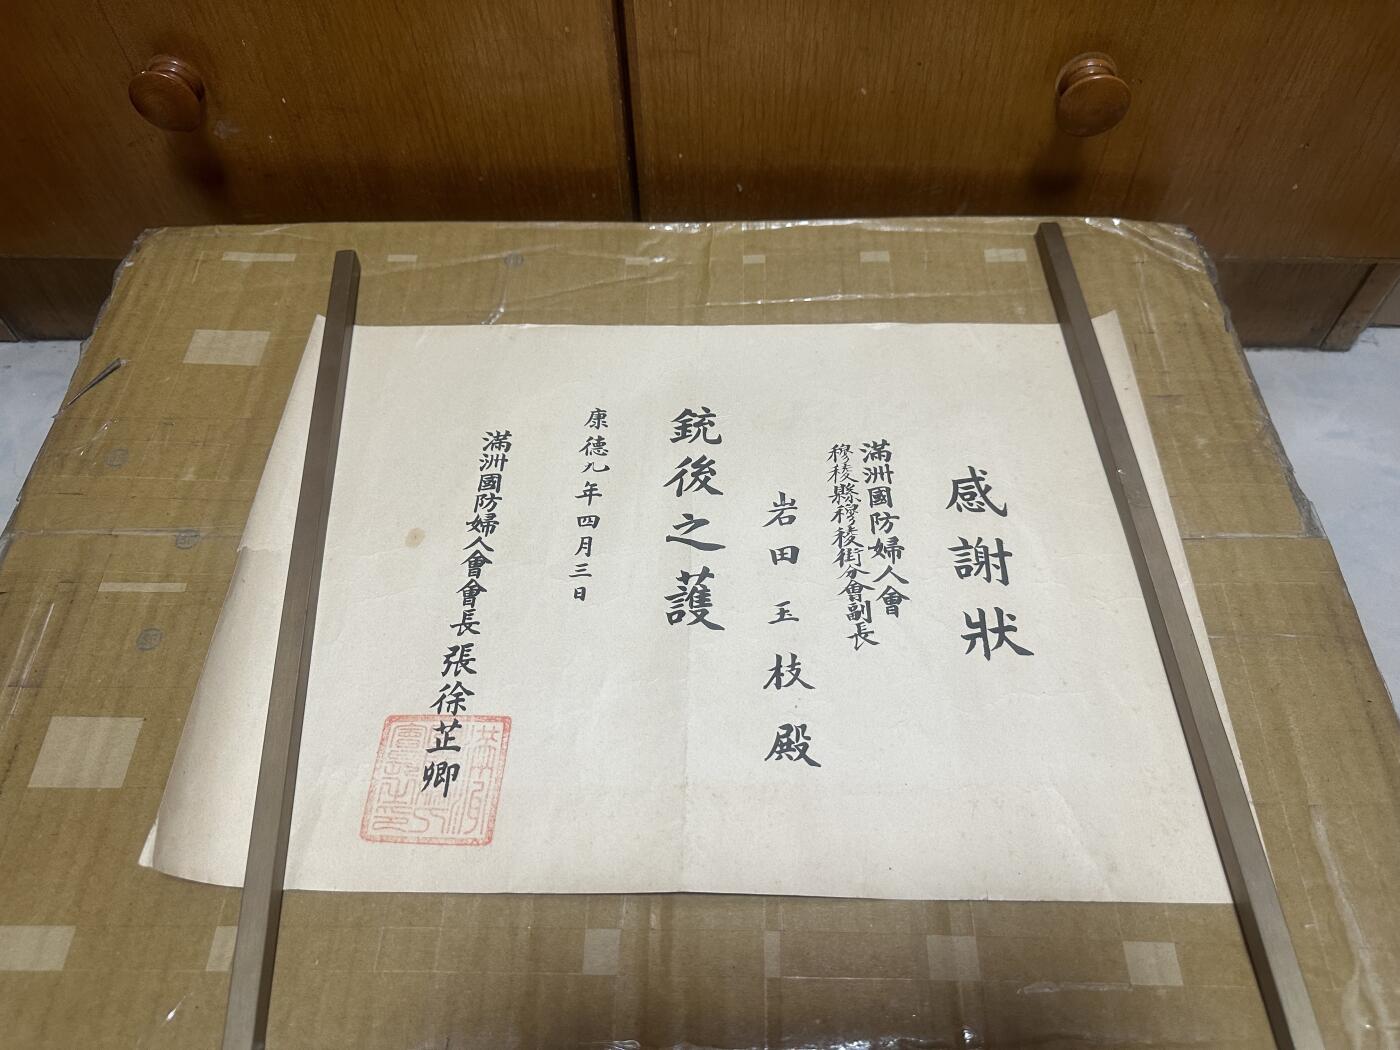 感謝狀
滿洲國防婦人會
穆稜縣穆稜街分會副長
岩田玉枝殿
銃後之護
康德九年四月三日
滿洲國防婦人會會長 張徐芷卿